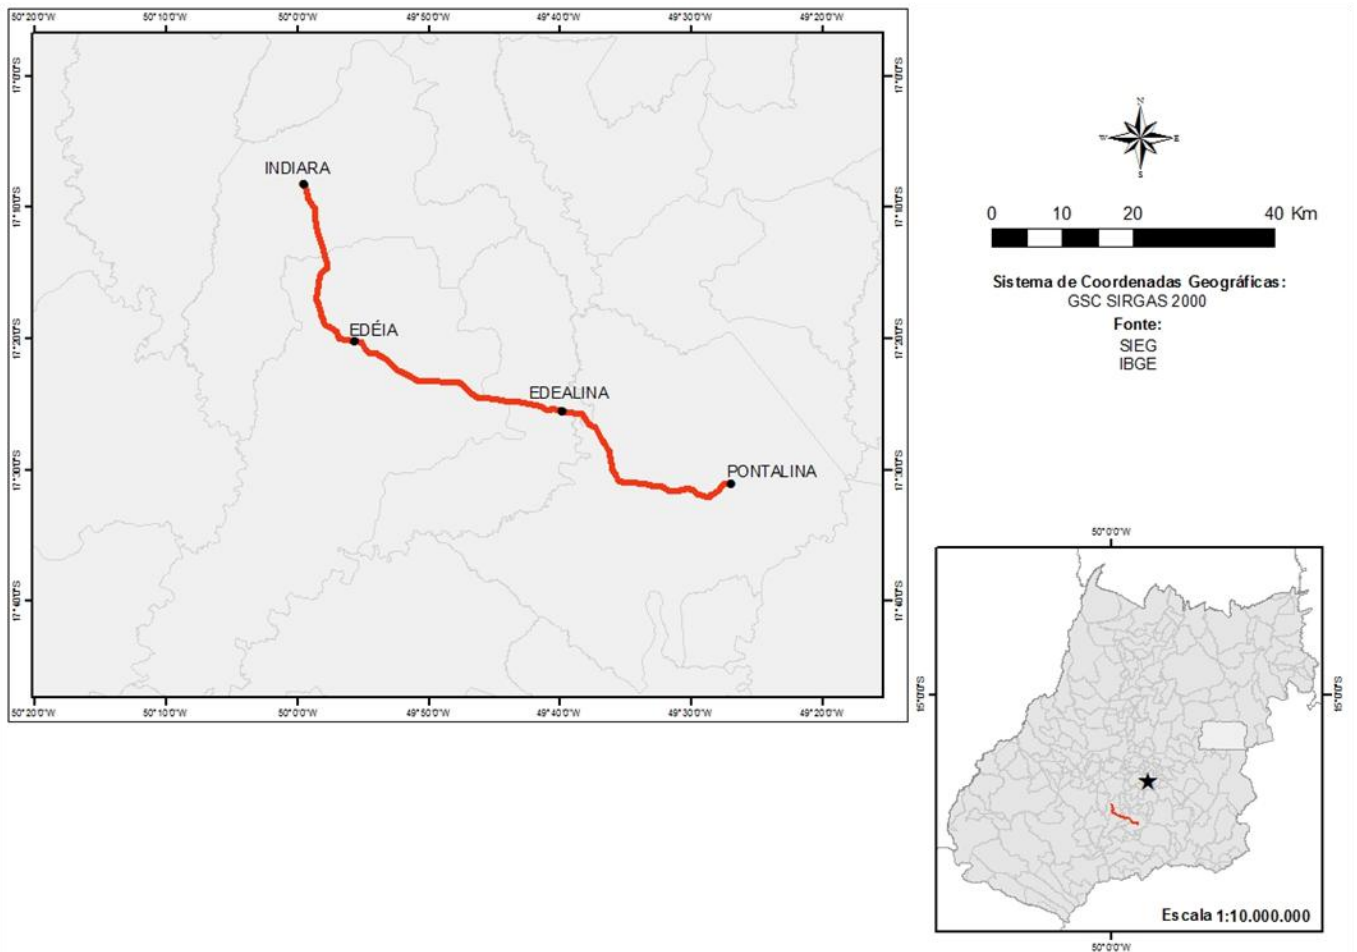 50°20'0"W 50°10'0"W 50°0'0"W 49°50'0"W 49°40'0"W 49°30'0"W 49°20'0"W
17°0'0"S 17°0'0"S
INDIARA
17°10'0"S 17°10'0"S
EDÉIA
17°20'0"S 17°20'0"S
EDEALINA
PONTALINA
17°30'0"S 17°30'0"S
17°40'0"S 17°40'0"S
50°20'0"W 50°10'0"W 50°0'0"W 49°50'0"W 49°40'0"W 49°30'0"W 49°20'0"W
N
W E
S
0 10 20 40 Km
Sistema de Coordenadas Geográficas:
GSC SIRGAS 2000
Fonte:
SIEG
IBGE
50°0'0"W
15°0'0"S 15°0'0"S
Escala 1:10.000.000
50°0'0"W